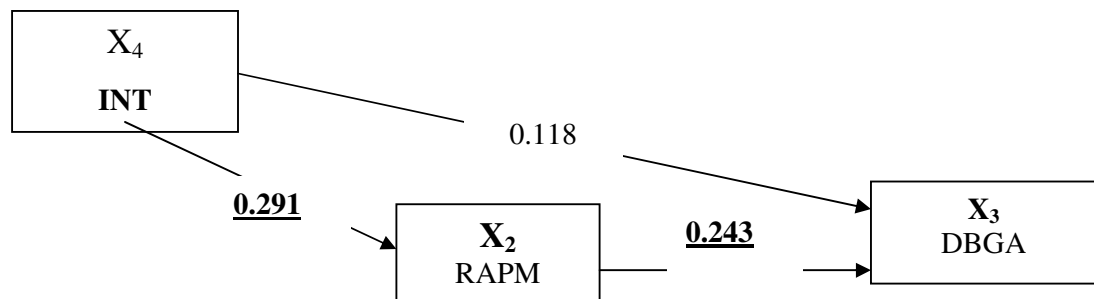 X₄
INT
0.118
0.291
X₂
RAPM
0.243
X₃
DBGA